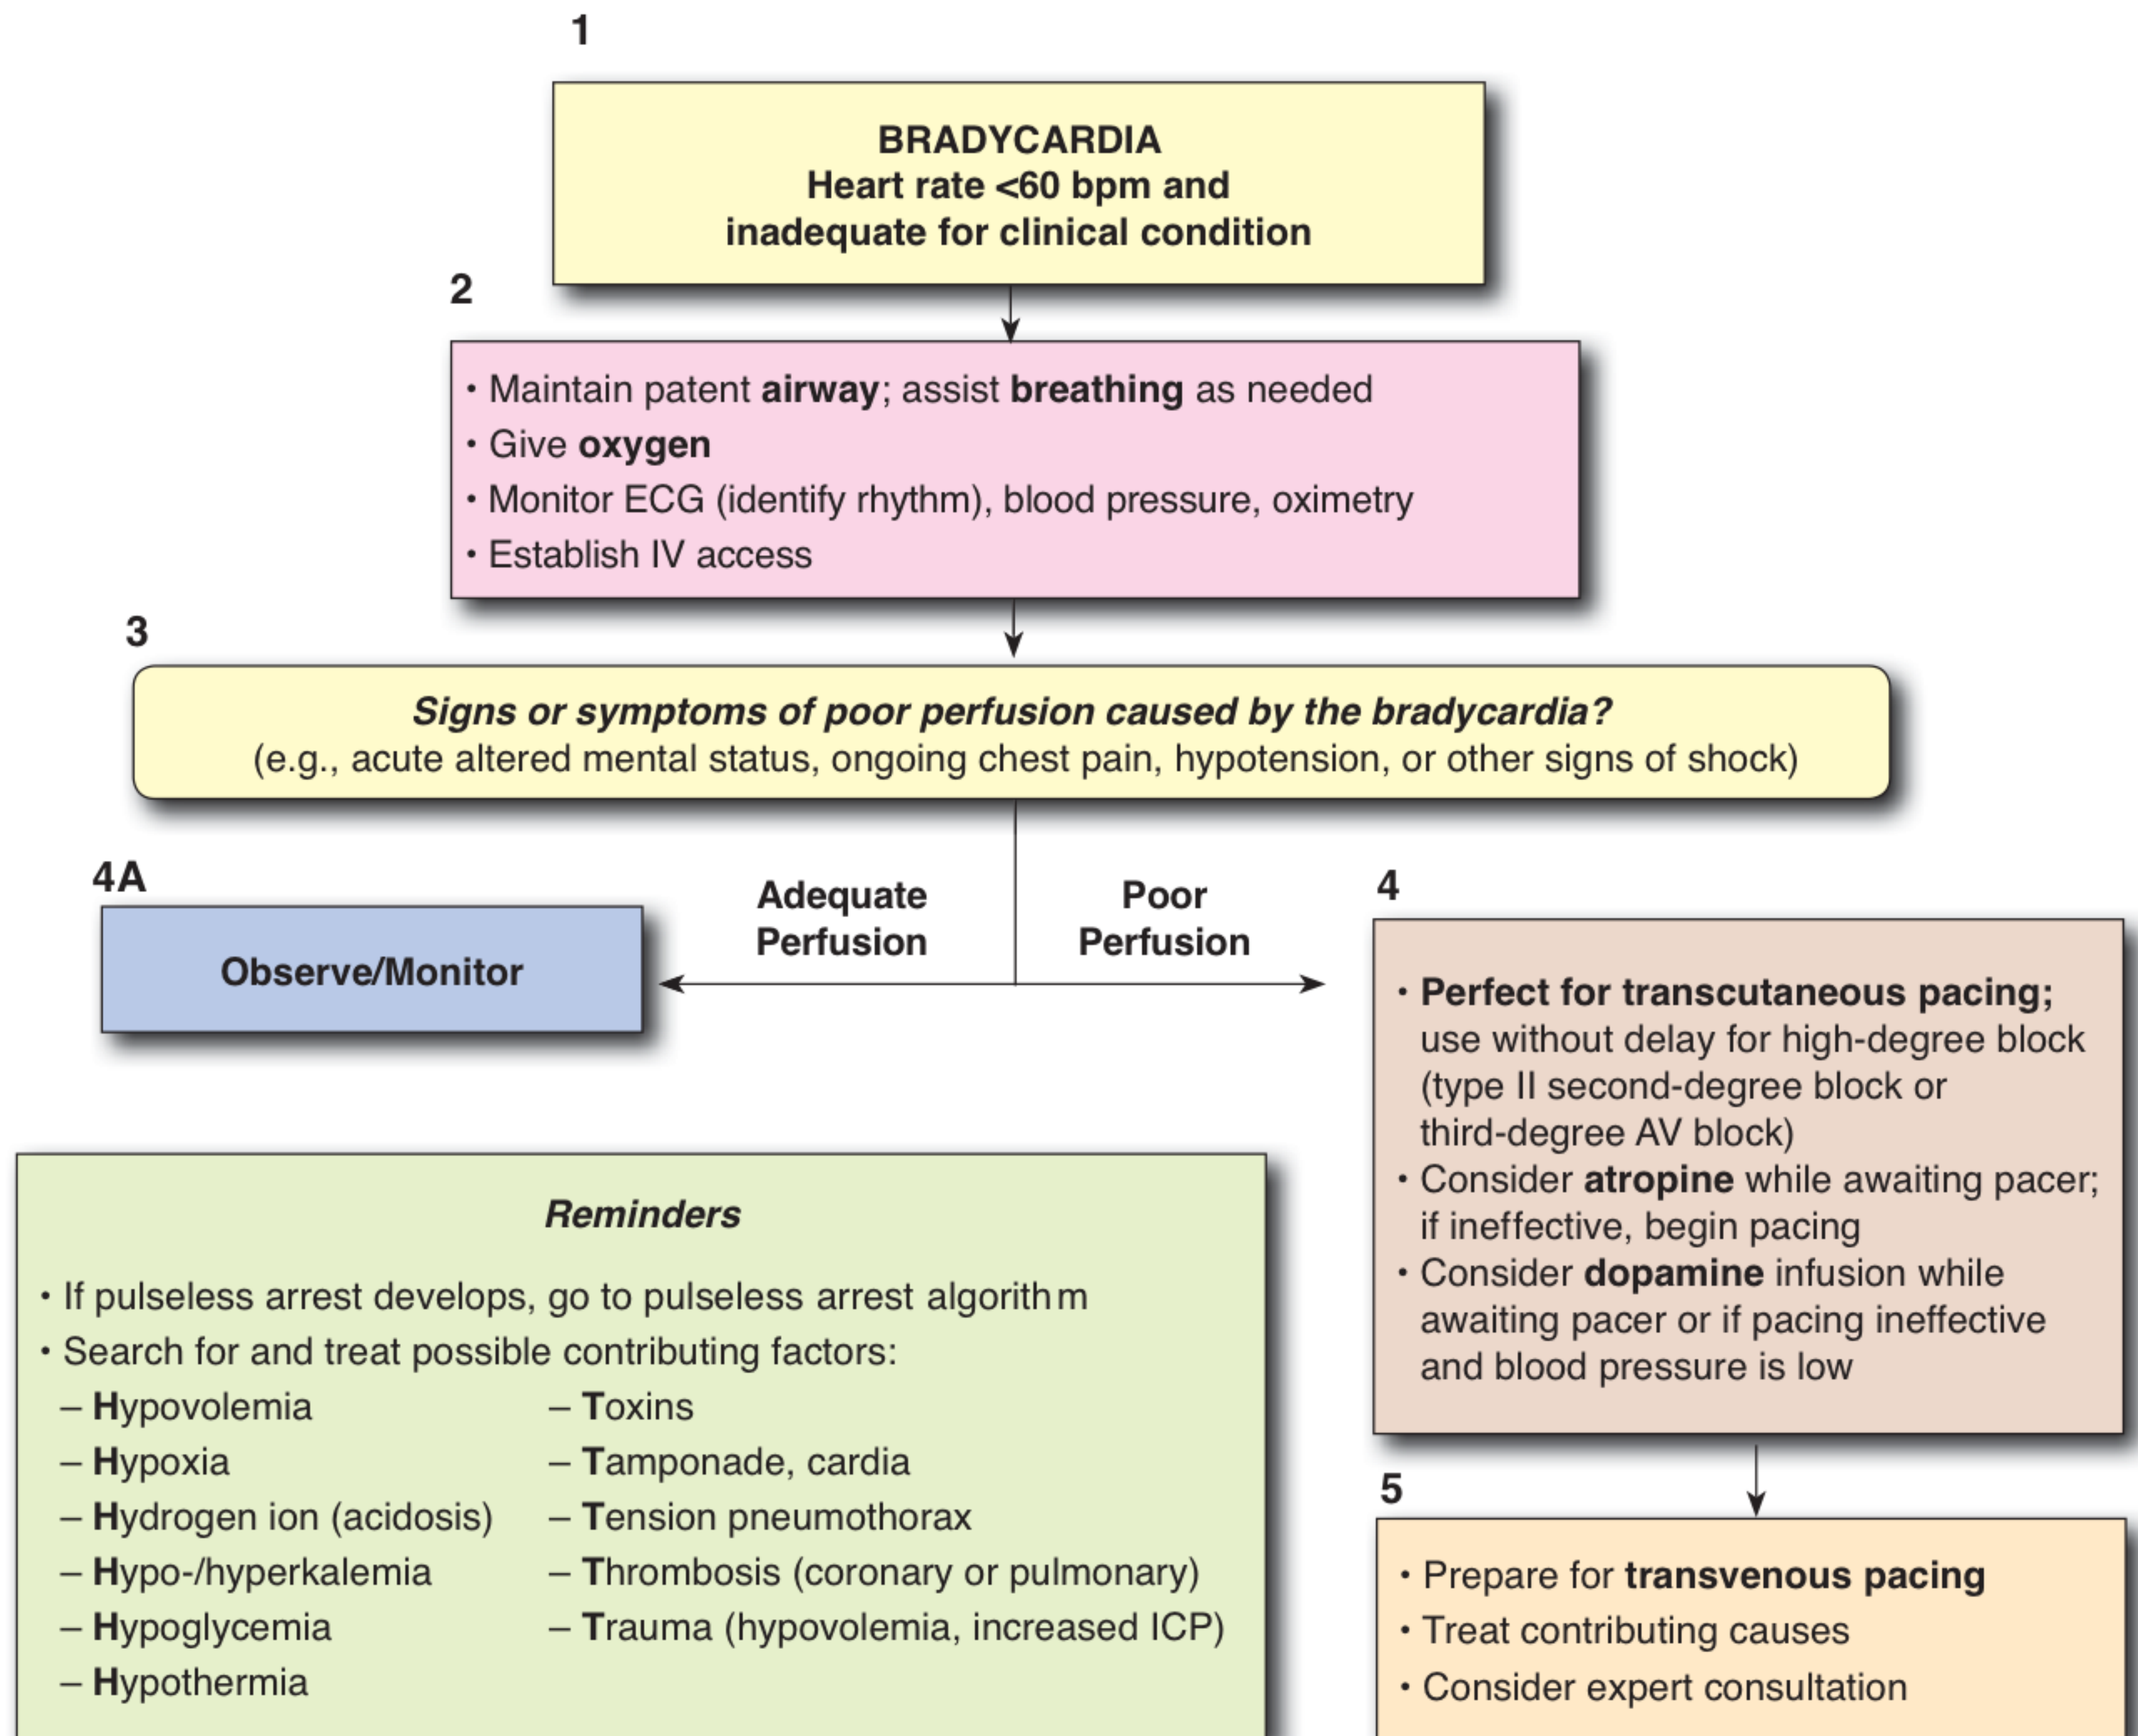 1
BRADYCARDIA
Heart rate <60 bpm and
inadequate for clinical condition
2
• Maintain patent airway; assist breathing as needed
• Give oxygen
• Monitor ECG (identify rhythm), blood pressure, oximetry
• Establish IV access
3
Signs or symptoms of poor perfusion caused by the bradycardia?
(e.g., acute altered mental status, ongoing chest pain, hypotension, or other signs of shock)
4A
Observe/Monitor
Adequate
Perfusion
Poor
Perfusion
4
• Perfect for transcutaneous pacing;
use without delay for high-degree block
(type II second-degree block or
third-degree AV block)
• Consider atropine while awaiting pacer;
if ineffective, begin pacing
• Consider dopamine infusion while
awaiting pacer or if pacing ineffective
and blood pressure is low
Reminders
• If pulseless arrest develops, go to pulseless arrest algorithm
• Search for and treat possible contributing factors:
– Hypovolemia
– Hypoxia
– Hydrogen ion (acidosis)
– Hypo-/hyperkalemia
– Hypoglycemia
– Hypothermia
– Toxins
– Tamponade, cardia
– Tension pneumothorax
– Thrombosis (coronary or pulmonary)
– Trauma (hypovolemia, increased ICP)
5
• Prepare for transvenous pacing
• Treat contributing causes
• Consider expert consultation